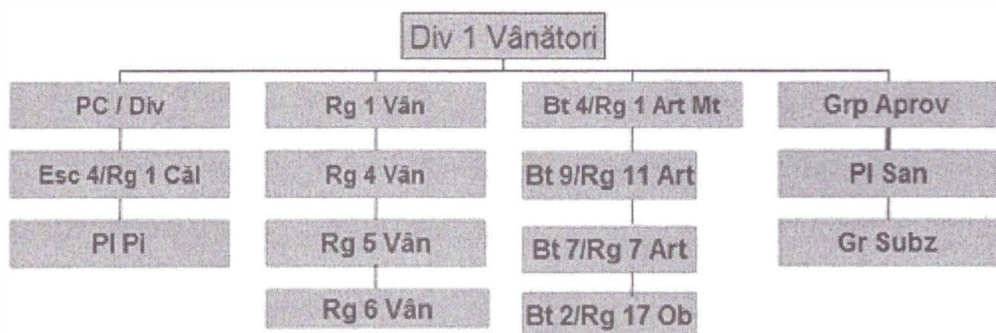 Div 1 Vânători
PC / Div
Esc 4/Rg 1 Căl
Pl Pi
Rg 1 Vân
Rg 4 Vân
Rg 5 Vân
Rg 6 Vân
Bt 4/Rg 1 Art Mt
Bt 9/Rg 11 Art
Bt 7/Rg 7 Art
Bt 2/Rg 17 Ob
Grp Aprov
Pl San
Gr Subz